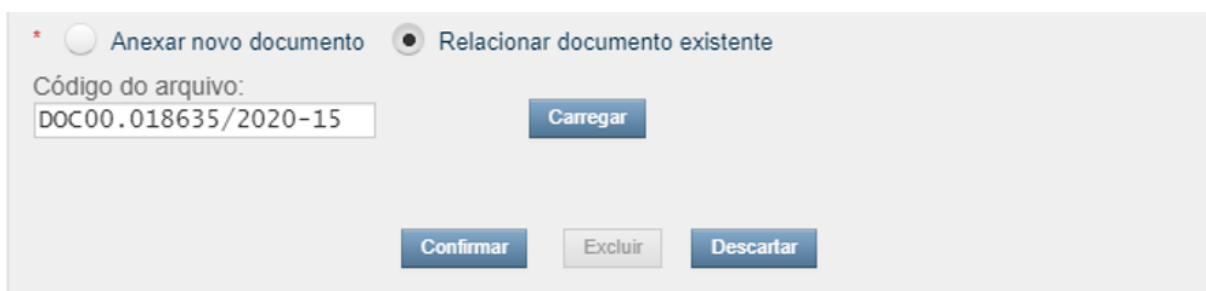 * Anexar novo documento Relacionar documento existente
Código do arquivo:
DOC00.018635/2020-15 Carregar
Confirmar Excluir Descartar